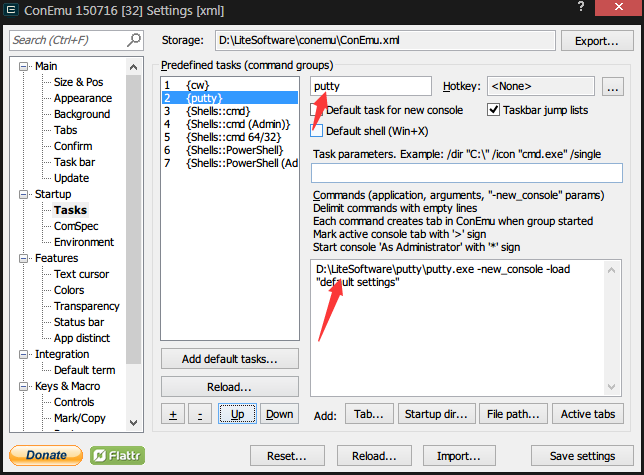 ConEmu 150716 [32] Settings [xml]
?
Search (Ctrl+F)
Storage:
D:\LiteSoftware\conemu\ConEmu.xml
Export...
Main
Size & Pos
Appearance
Background
Tabs
Confirm
Task bar
Update
Startup
Tasks
ComSpec
Environment
Features
Text cursor
Colors
Transparency
Status bar
App distinct
Integration
Default term
Keys & Macro
Controls
Mark/Copy
Predefined tasks (command groups)
1 {cw}
2 {putty}
3 {Shells::cmd}
4 {Shells::cmd (Admin)}
5 {Shells::cmd 64/32}
6 {Shells::PowerShell}
7 {Shells::PowerShell (Ad
putty
Hotkey:
<None>
...
Default task for new console
Taskbar jump lists
Default shell (Win+X)
Task parameters. Example: /dir "C:\" /icon "cmd.exe" /single
Commands (application, arguments, "-new_console" params)
Delimit commands with empty lines
Each command creates tab in ConEmu when group started
Mark active console tab with '>' sign
Start console 'As Administrator' with '*' sign
D:\LiteSoftware\putty\putty.exe -new_console -load
"default settings"
Add default tasks...
Reload...
+
-
Up
Down
Add:
Tab...
Startup dir...
File path...
Active tabs
Donate
Flattr
Reset...
Reload...
Import...
Save settings